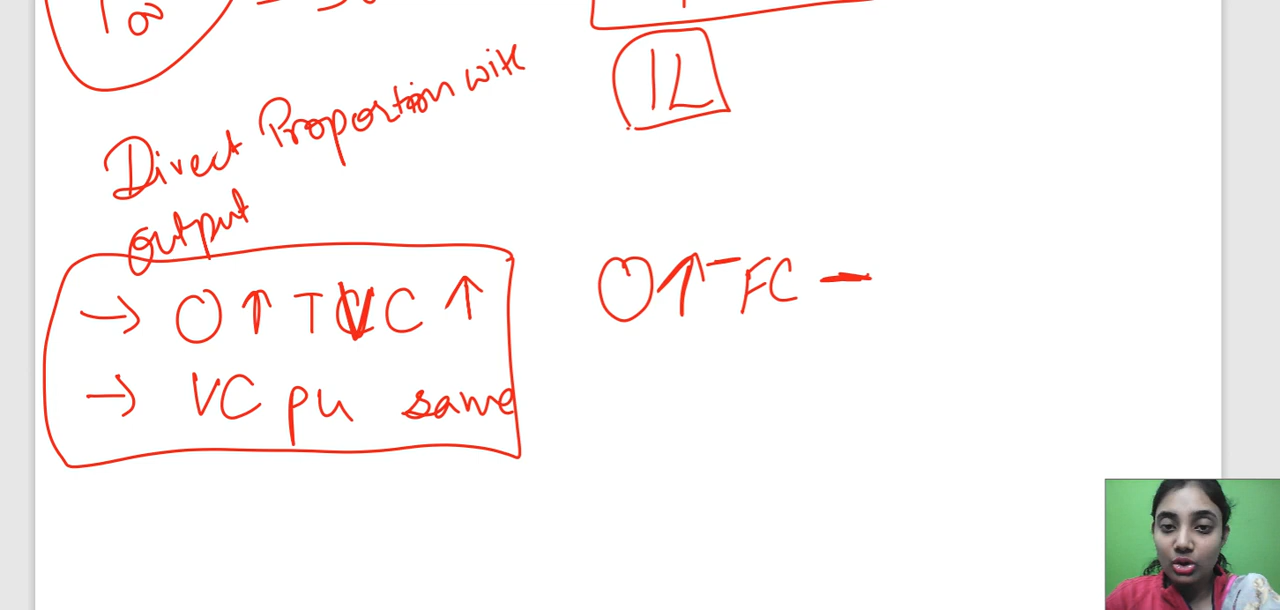 Direct Proportion with
output
→ O ↑ TVC ↑
→ VC pu same
1L
O↑ - FC -